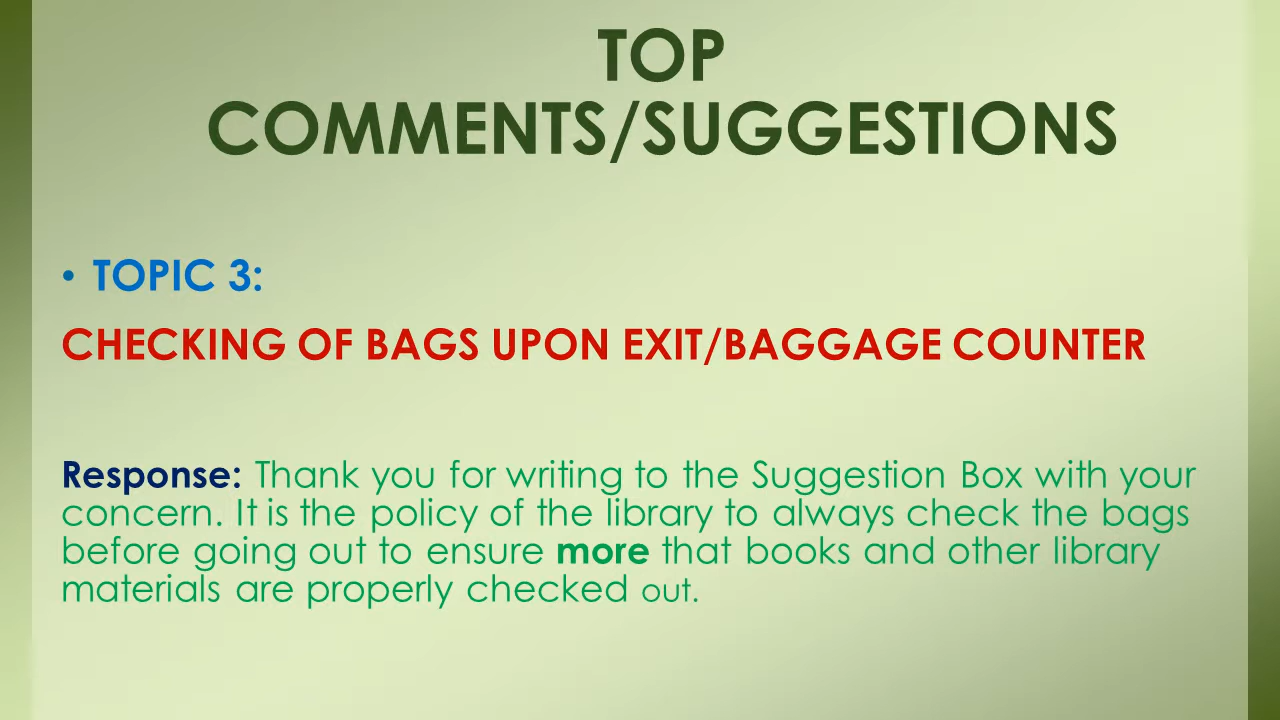 TOP
COMMENTS/SUGGESTIONS
• TOPIC 3:
CHECKING OF BAGS UPON EXIT/BAGGAGE COUNTER
Response: Thank you for writing to the Suggestion Box with your
concern. It is the policy of the library to always check the bags
before going out to ensure more that books and other library
materials are properly checked out.